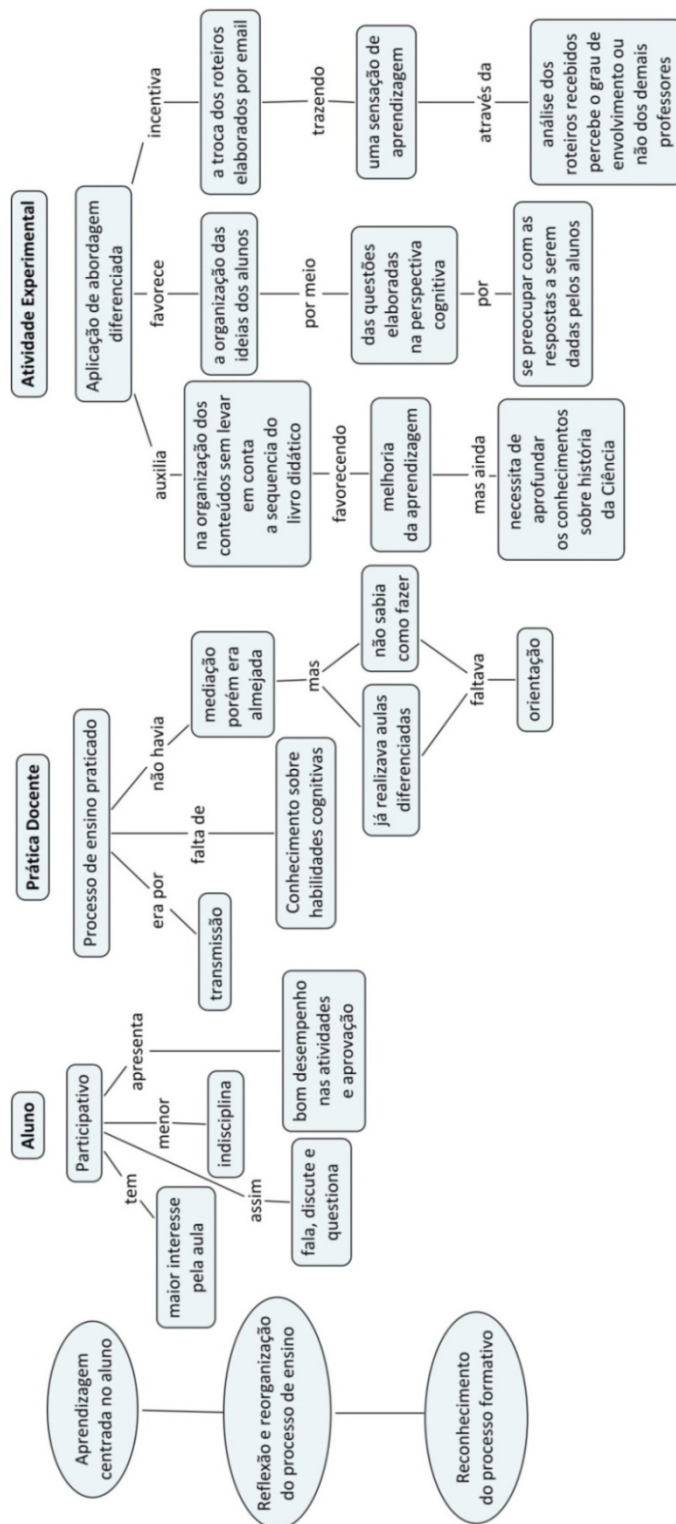 Aprendizagem
centrada no aluno
Reflexão e reorganização
do processo de ensino
Reconhecimento
do processo formativo
Aluno
Participativo
tem
maior interesse
pela aula
assim
fala, discute e
questiona
menor
indisciplina
apresenta
bom desempenho
nas atividades
e aprovação
Prática Docente
Processo de ensino praticado
era por
transmissão
falta de
Conhecimento sobre
habilidades cognitivas
não havia
mediação
porém era
almejada
mas
já realizava aulas
diferenciadas
não sabia
como fazer
faltava
orientação
Atividade Experimental
Aplicação de abordagem
diferenciada
auxilia
na organização dos
conteúdos sem levar
em conta
a sequencia do
livro didático
favorecendo
melhoria
da aprendizagem
mas ainda
necessita de
aprofundar
os conhecimentos
sobre história
da Ciência
favorece
a organização das
ideias dos alunos
por meio
das questões
elaboradas
na perspectiva
cognitiva
por
se preocupar com as
respostas a serem
dadas pelos alunos
incentiva
a troca dos roteiros
elaborados por email
trazendo
uma sensação de
aprendizagem
através da
análise dos
roteiros recebidos
percebe o grau de
envolvimento ou
não dos demais
professores